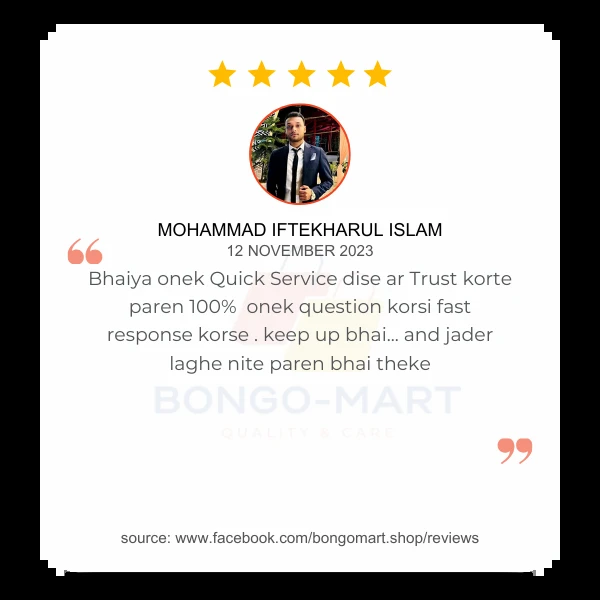 MOHAMMAD IFTEKHARUL ISLAM
12 NOVEMBER 2023
“
Bhaiya onek Quick Service dise ar Trust korte
paren 100%  onek question korsi fast
response korse . keep up bhai... and jader
laghe nite paren bhai theke
BONGO-MART
QUALITY & CARE
”
source: www.facebook.com/bongomart.shop/reviews